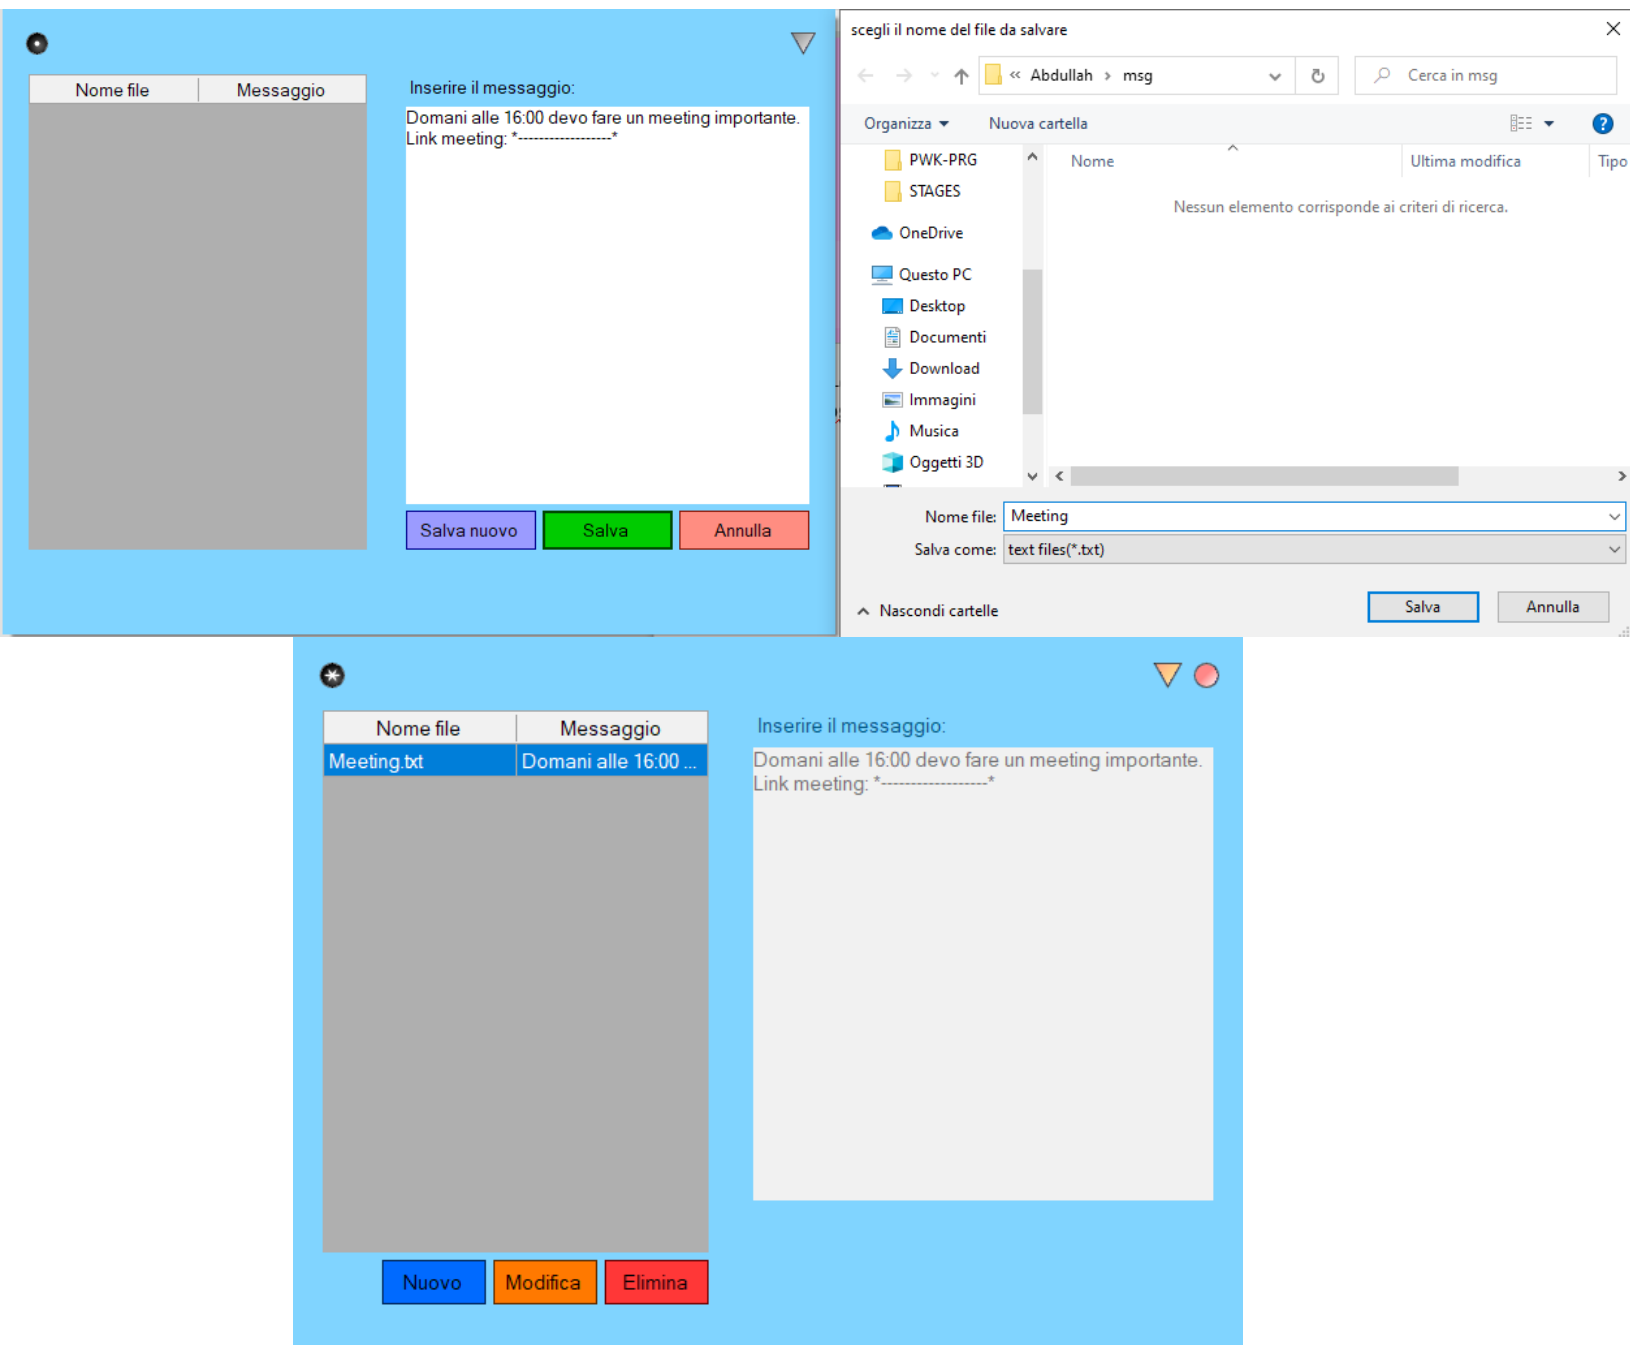 Nome file Messaggio
Inserire il messaggio:
Domani alle 16:00 devo fare un meeting importante.
Link meeting: *------------------*
Salva nuovo Salva Annulla
scegli il nome del file da salvare
« Abdullah › msg
Cerca in msg
Organizza Nuova cartella
PWK-PRG
STAGES
OneDrive
Questo PC
Desktop
Documenti
Download
Immagini
Musica
Oggetti 3D
Nome Ultima modifica Tipo
Nessun elemento corrisponde ai criteri di ricerca.
Nome file: Meeting
Salva come: text files(*.txt)
Nascondi cartelle
Salva Annulla
Nome file Messaggio
Meeting.txt Domani alle 16:00 ...
Inserire il messaggio:
Domani alle 16:00 devo fare un meeting importante.
Link meeting: *------------------*
Nuovo Modifica Elimina